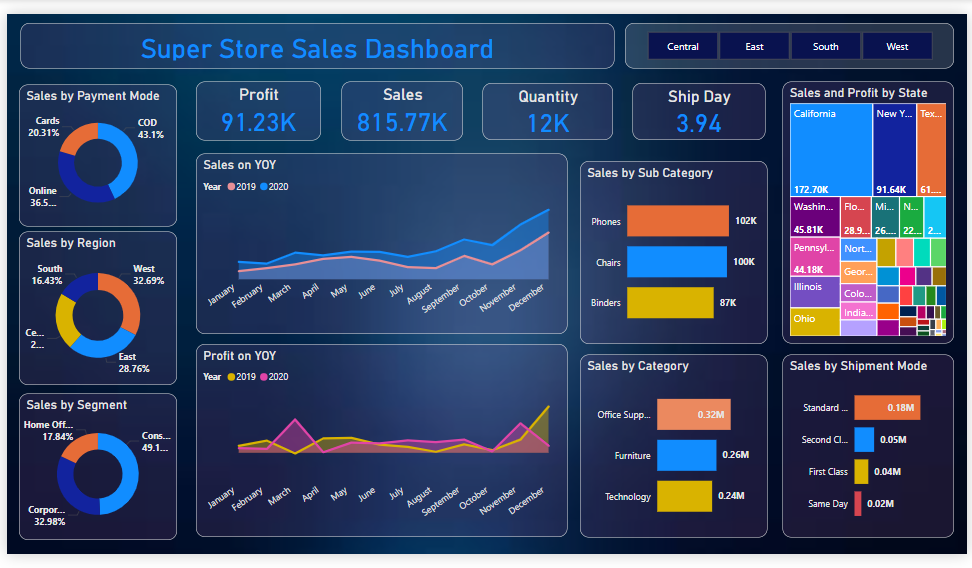 Super Store Sales Dashboard
Central
East
South
West
Sales by Payment Mode
Cards
20.31%
COD
43.1%
Online
36.5...
Profit
91.23K
Sales
815.77K
Quantity
12K
Ship Day
3.94
Sales and Profit by State
California
172.70K
New Y...
91.64K
Tex...
61....
Washin...
45.81K
Flo...
28.9...
Mi...
26....
N...
22....
2...
Pennsyl...
44.18K
Nort...
Geor...
Illinois
Colo...
Ohio
India...
Sales on YOY
Year 2019 2020
January
February
March
April
May
June
July
August
September
October
November
December
Sales by Sub Category
Phones
102K
Chairs
100K
Binders
87K
Sales by Region
South
16.43%
West
32.69%
Ce...
2...
East
28.76%
Profit on YOY
Year 2019 2020
January
February
March
April
May
June
July
August
September
October
November
December
Sales by Category
Office Supp...
0.32M
Furniture
0.26M
Technology
0.24M
Sales by Shipment Mode
Standard ...
0.18M
Second Cl...
0.05M
First Class
0.04M
Same Day
0.02M
Sales by Segment
Home Off...
17.84%
Cons...
49.1...
Corpor...
32.98%